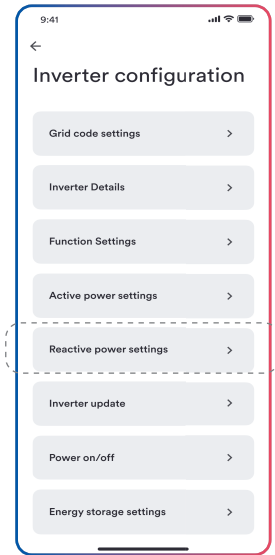 9:41
Inverter configuration
Grid code settings
Inverter Details
Function Settings
Active power settings
Reactive power settings
Inverter update
Power on/off
Energy storage settings